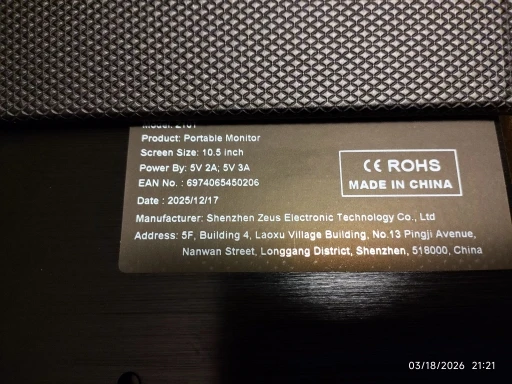 Product: Portable Monitor
Screen Size: 10.5 inch
Power By: 5V 2A; 5V 3A
EAN No. : 6974065450206
Date : 2025/12/17
CE ROHS
MADE IN CHINA
Manufacturer: Shenzhen Zeus Electronic Technology Co., Ltd
Address: 5F, Building 4, Laoxu Village Building, No.13 Pingji Avenue,
Nanwan Street, Longgang District, Shenzhen, 518000, China
03/18/2026 21:21